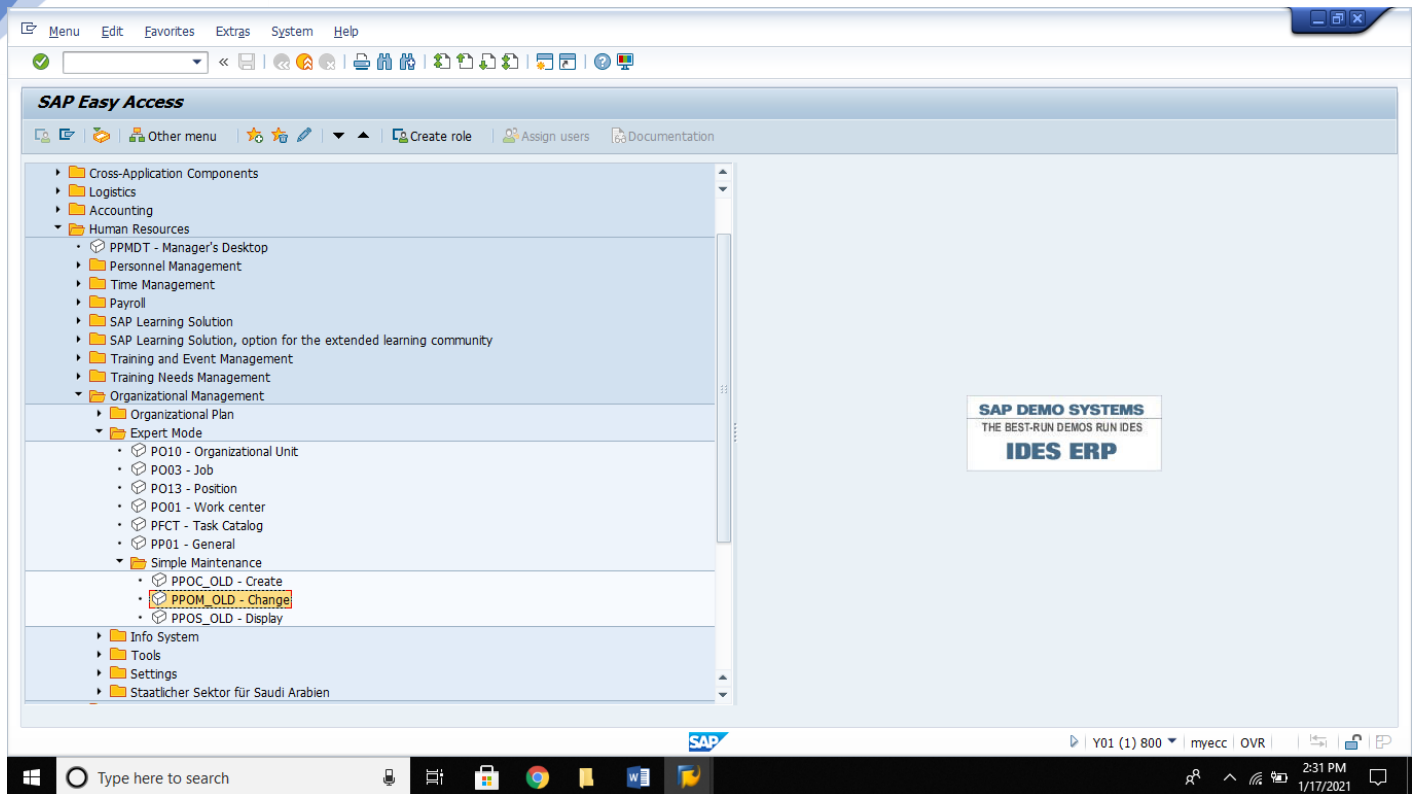 Menu Edit Favorites Extras System Help
SAP Easy Access
Other menu Create role Assign users Documentation
Cross-Application Components
Logistics
Accounting
Human Resources
PPMDT - Manager's Desktop
Personnel Management
Time Management
Payroll
SAP Learning Solution
SAP Learning Solution, option for the extended learning community
Training and Event Management
Training Needs Management
Organizational Management
Organizational Plan
Expert Mode
PO10 - Organizational Unit
PO03 - Job
PO13 - Position
PO01 - Work center
PFCT - Task Catalog
PP01 - General
Simple Maintenance
PPOC_OLD - Create
PPOM_OLD - Change
PPOS_OLD - Display
Info System
Tools
Settings
Staatlicher Sektor für Saudi Arabien
SAP DEMO SYSTEMS
THE BEST-RUN DEMOS RUN IDES
IDES ERP
SAP
Y01 (1) 800 myecc OVR
Type here to search
2:31 PM
1/17/2021